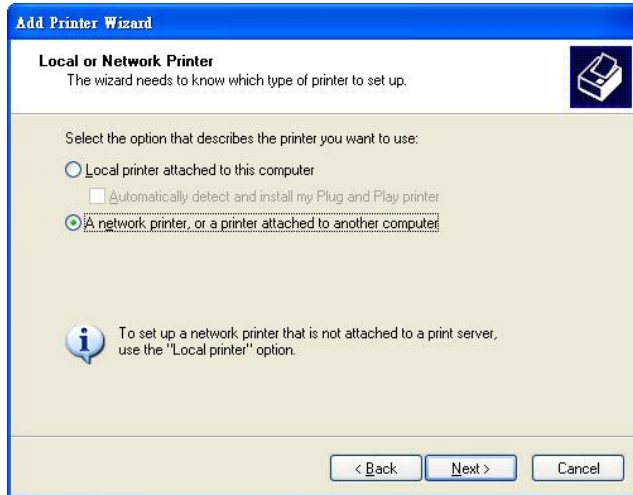 Add Printer Wizard
Local or Network Printer
The wizard needs to know which type of printer to set up.
Select the option that describes the printer you want to use:
Local printer attached to this computer
Automatically detect and install my Plug and Play printer
A network printer, or a printer attached to another computer
To set up a network printer that is not attached to a print server,
use the "Local printer" option.
< Back Next > Cancel